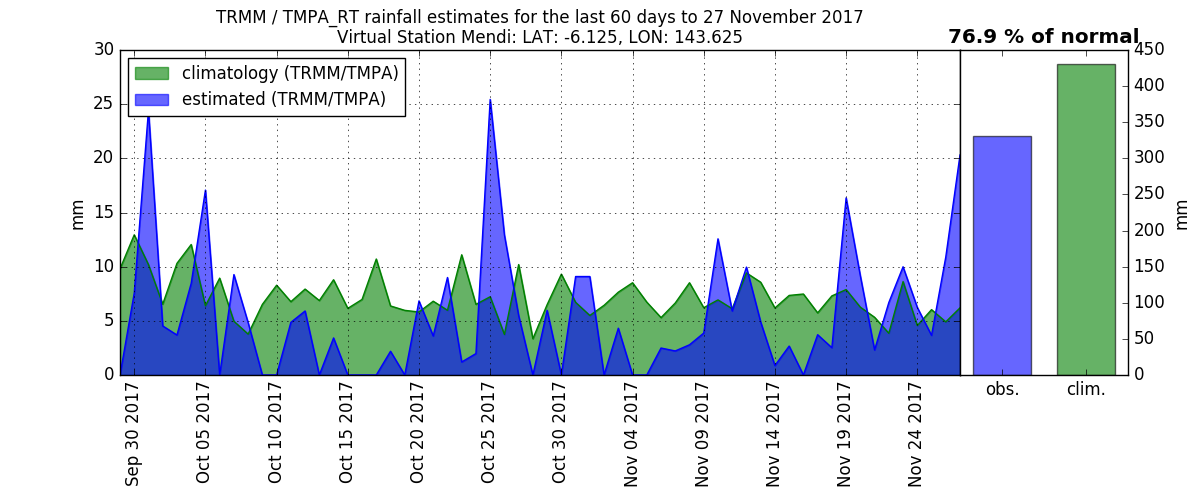 TRMM / TMPA_RT rainfall estimates for the last 60 days to 27 November 2017
Virtual Station Mendi: LAT: -6.125, LON: 143.625
76.9 % of normal
climatology (TRMM/TMPA)
estimated (TRMM/TMPA)
mm
30
25
20
15
10
5
0
Sep 30 2017
Oct 05 2017
Oct 10 2017
Oct 15 2017
Oct 20 2017
Oct 25 2017
Oct 30 2017
Nov 04 2017
Nov 09 2017
Nov 14 2017
Nov 19 2017
Nov 24 2017
obs.
clim.
450
400
350
300
250
200
150
100
50
0
mm